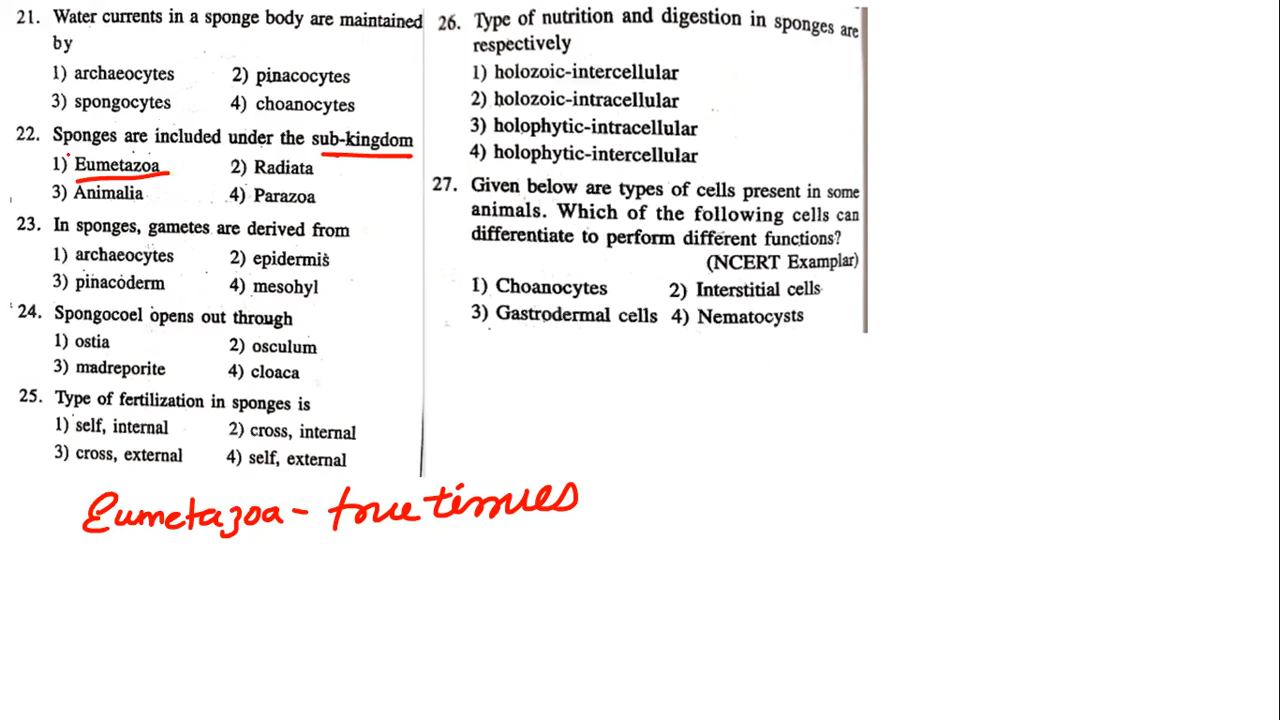 21. Water currents in a sponge body are maintained
by
1) archaeocytes 2) pinacocytes
3) spongocytes 4) choanocytes
22. Sponges are included under the sub-kingdom
1) Eumetazoa 2) Radiata
3) Animalia 4) Parazoa
23. In sponges, gametes are derived from
1) archaeocytes 2) epidermis
3) pinacoderm 4) mesohyl
24. Spongocoel opens out through
1) ostia 2) osculum
3) madreporite 4) cloaca
25. Type of fertilization in sponges is
1) self, internal 2) cross, internal
3) cross, external 4) self, external
26. Type of nutrition and digestion in sponges are
respectively
1) holozoic-intercellular
2) holozoic-intracellular
3) holophytic-intracellular
4) holophytic-intercellular
27. Given below are types of cells present in some
animals. Which of the following cells can
differentiate to perform different functions?
(NCERT Examplar)
1) Choanocytes 2) Interstitial cells
3) Gastrodermal cells 4) Nematocysts
Eumetazoa - true tissues